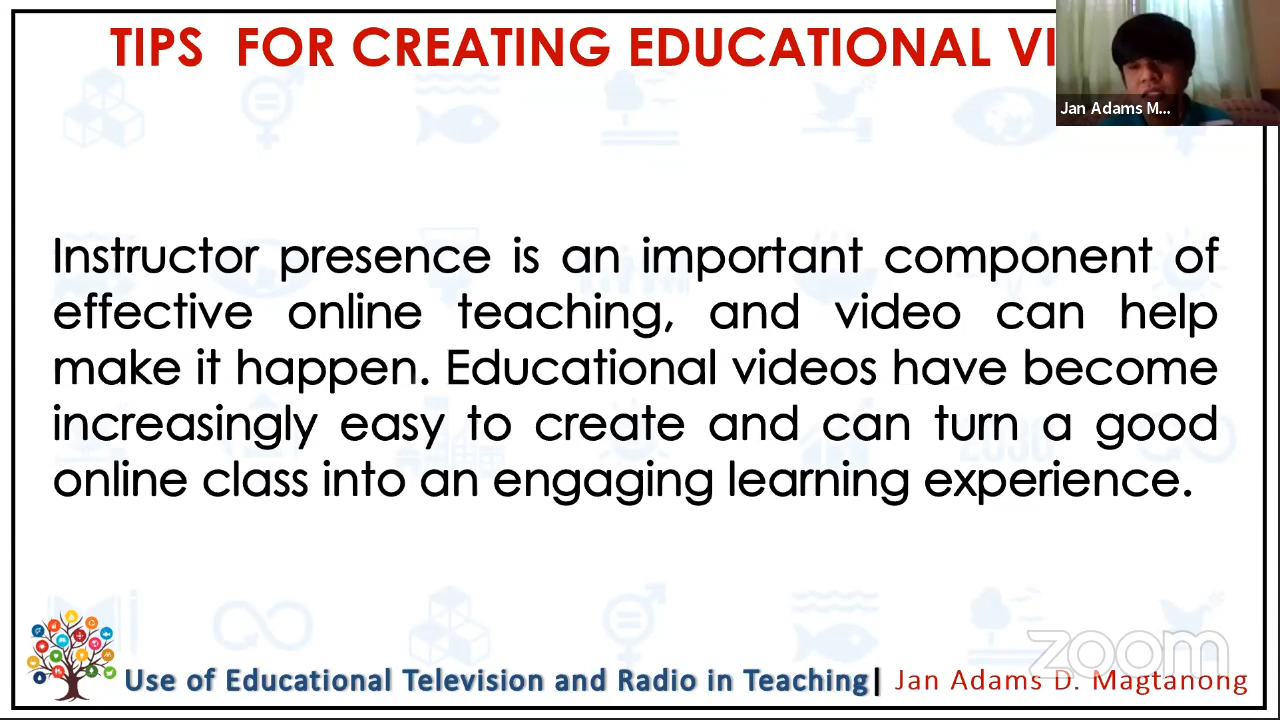 TIPS FOR CREATING EDUCATIONAL VI
Jan Adams M...
Instructor presence is an important component of
effective online teaching, and video can help
make it happen. Educational videos have become
increasingly easy to create and can turn a good
online class into an engaging learning experience.
zoom
Use of Educational Television and Radio in Teaching| Jan Adams D. Magtanong